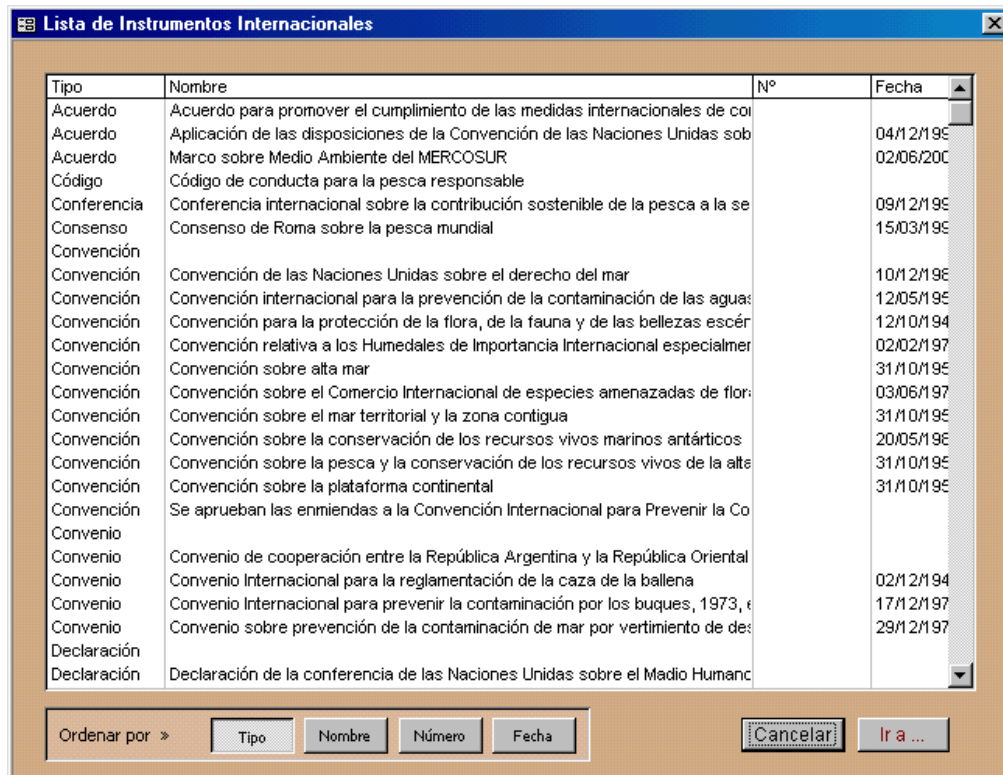 Lista de Instrumentos Internacionales
Tipo Nombre Nº Fecha
Acuerdo Acuerdo para promover el cumplimiento de las medidas internacionales de
Acuerdo Aplicación de las disposiciones de la Convención de las Naciones Unidas sob 04/12/199
Acuerdo Marco sobre Medio Ambiente del MERCOSUR 02/06/200
Código Código de conducta para la pesca responsable
Conferencia Conferencia internacional sobre la contribución sostenible de la pesca a la se 09/12/199
Consenso Consenso de Roma sobre la pesca mundial 15/03/199
Convención
Convención Convención de las Naciones Unidas sobre el derecho del mar 10/12/198
Convención Convención internacional para la prevención de la contaminación de las aguas 12/05/195
Convención Convención para la protección de la flora, de la fauna y de las bellezas escén 12/10/194
Convención Convención relativa a los Humedales de Importancia Internacional especialmen 02/02/197
Convención Convención sobre alta mar 31/10/195
Convención Convención sobre el Comercio Internacional de especies amenazadas de flor 03/06/197
Convención Convención sobre el mar territorial y la zona contigua 31/10/195
Convención Convención sobre la conservación de los recursos vivos marinos antárticos 20/05/198
Convención Convención sobre la pesca y la conservación de los recursos vivos de la alta 31/10/195
Convención Convención sobre la plataforma continental 31/10/195
Convención Se aprueban las enmiendas a la Convención Internacional para Prevenir la Co
Convenio
Convenio Convenio de cooperación entre la República Argentina y la República Oriental
Convenio Convenio Internacional para la reglamentación de la caza de la ballena 02/12/194
Convenio Convenio Internacional para prevenir la contaminación por los buques, 1973, 17/12/197
Convenio Convenio sobre prevención de la contaminación de mar por vertimiento de des 29/12/197
Declaración
Declaración Declaración de la conferencia de las Naciones Unidas sobre el Madio Humano
Ordenar por » Tipo Nombre Número Fecha Cancelar Ir a ...